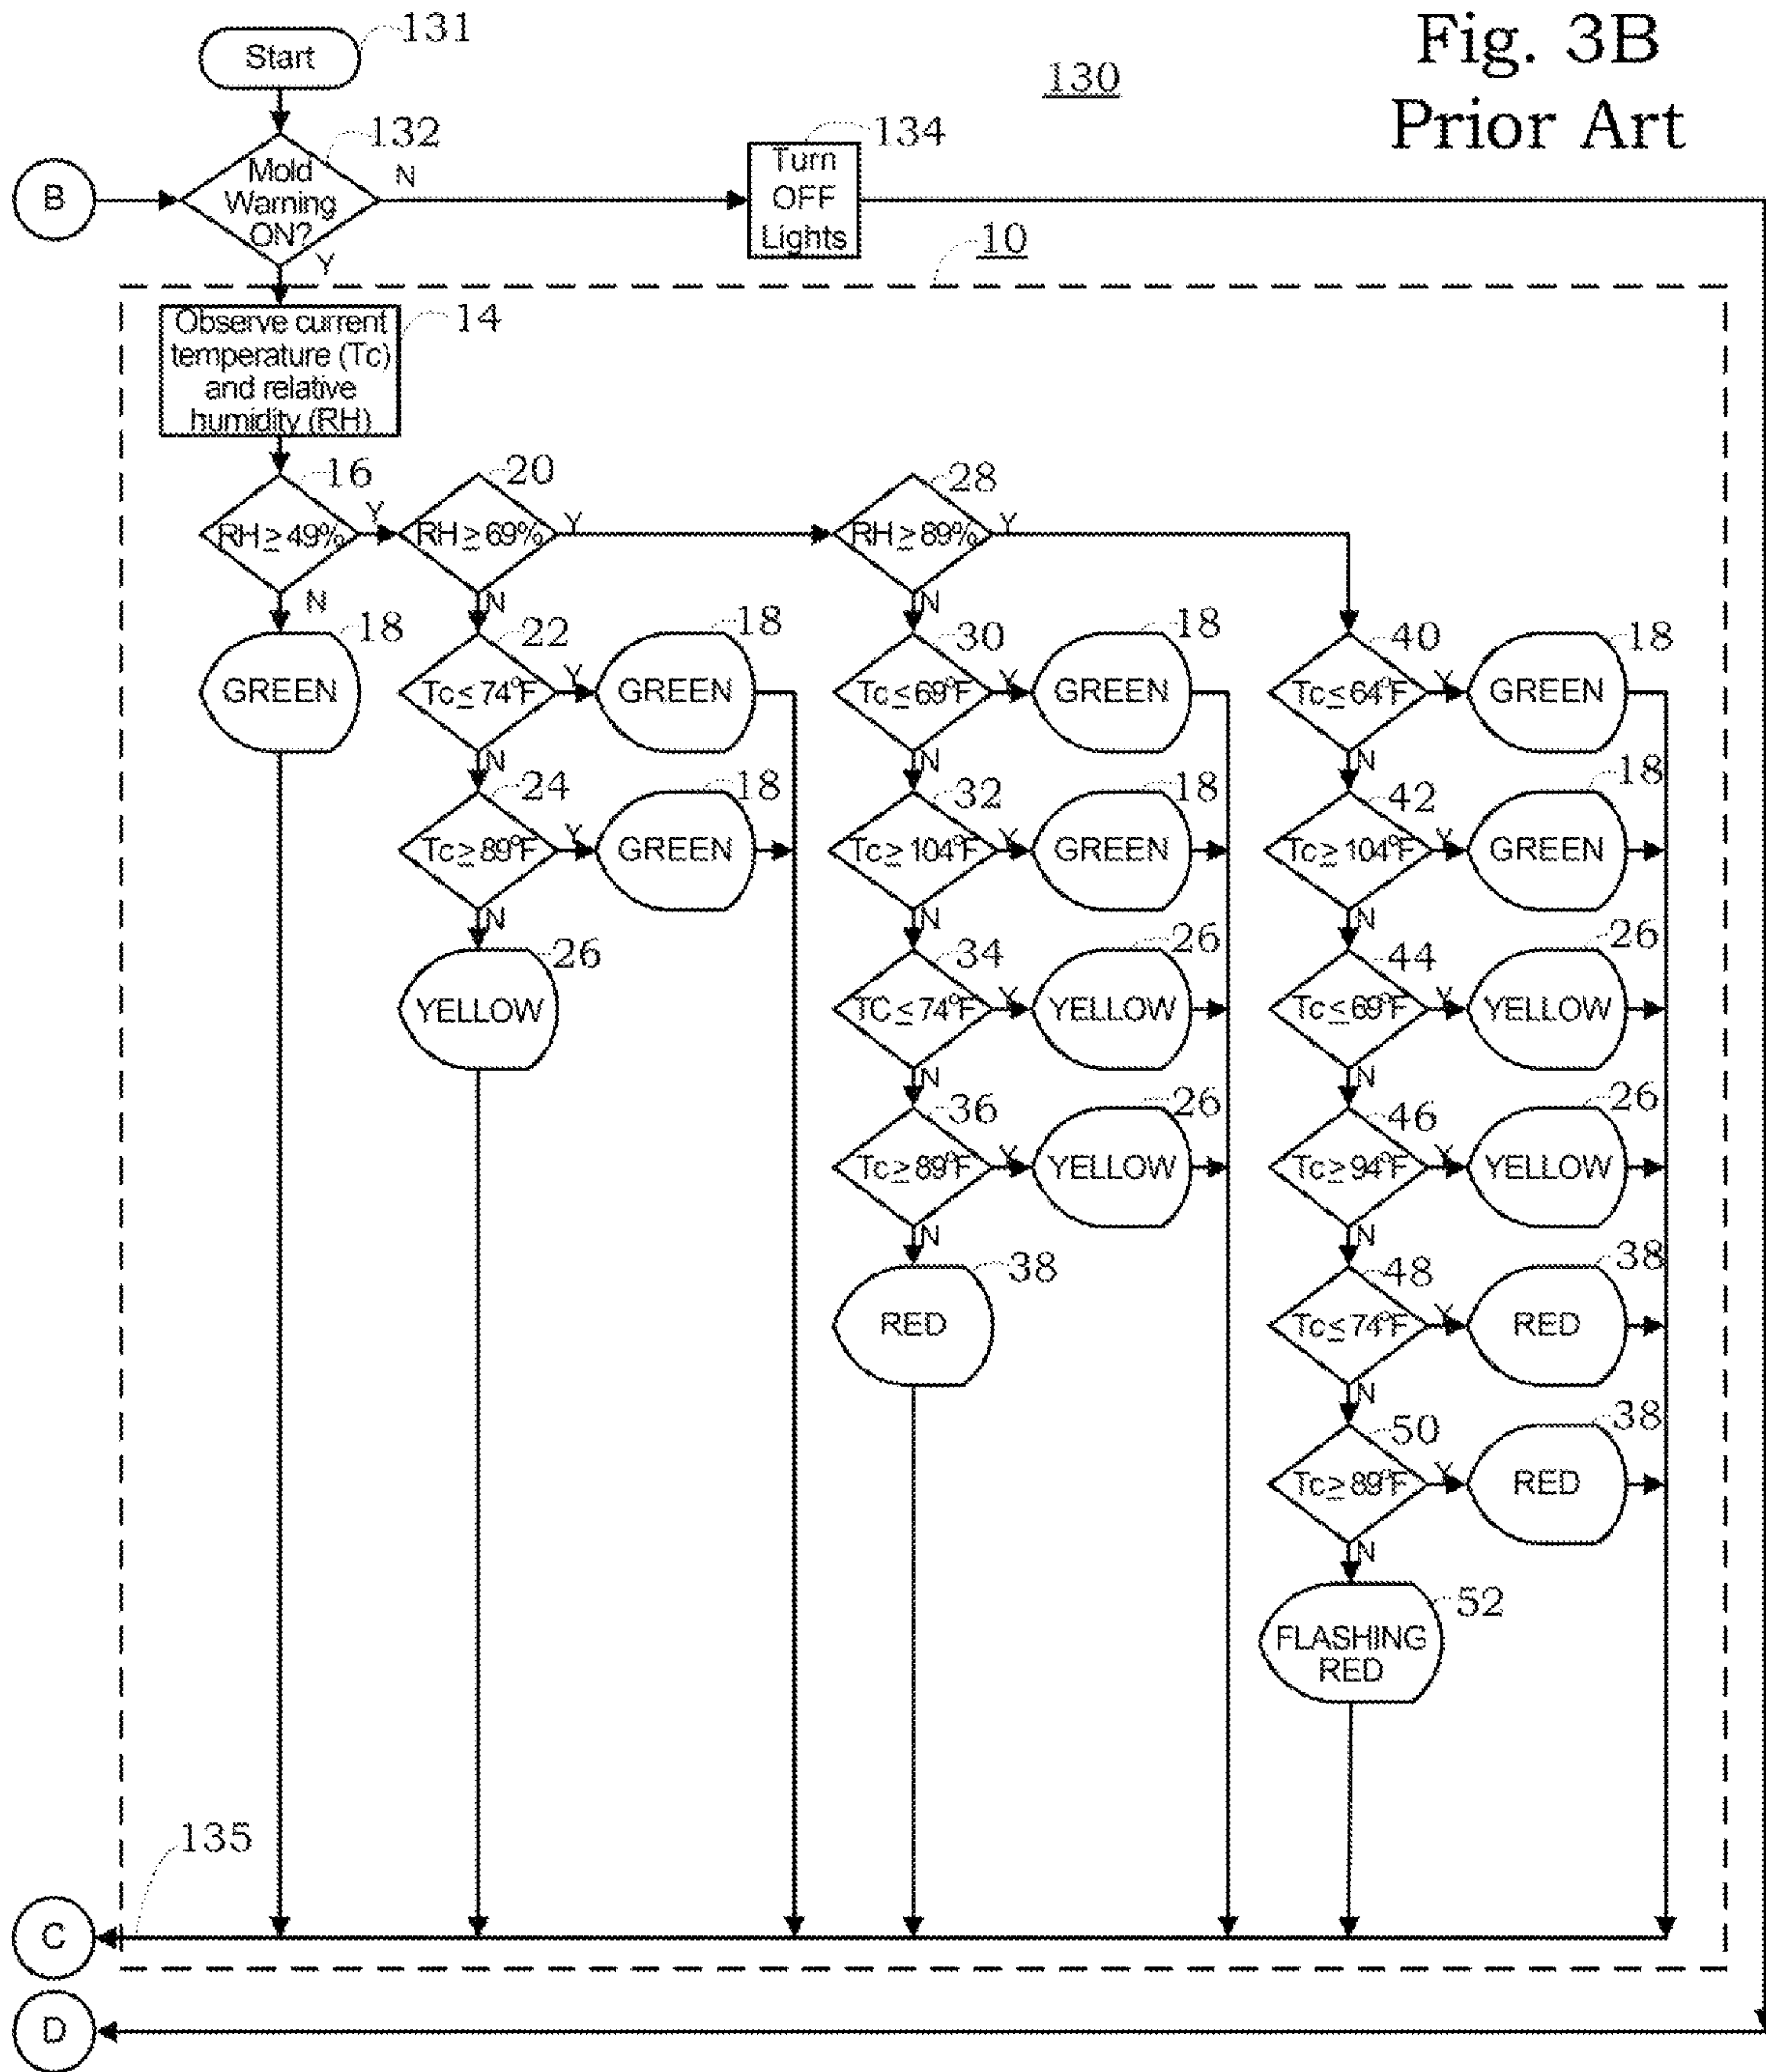 Fig. 3B
Prior Art
130
Start
131
B
Mold
Warning
ON?
132
N
Y
Turn
OFF
Lights
134
10
Observe current
temperature (Tc)
and relative
humidity (RH)
14
RH ≥ 49%
16
Y
N
RH ≥ 69%
20
Y
N
RH ≥ 89%
28
Y
N
GREEN
18
Tc ≤ 74°F
22
Y
N
GREEN
18
Tc ≤ 69°F
30
Y
N
GREEN
18
Tc ≤ 64°F
40
Y
N
GREEN
18
Tc ≥ 89°F
24
Y
N
GREEN
18
Tc ≥ 104°F
32
Y
N
GREEN
18
Tc ≥ 104°F
42
Y
N
GREEN
18
YELLOW
26
TC ≤ 74°F
34
Y
N
YELLOW
26
Tc ≤ 69°F
44
Y
N
YELLOW
26
Tc ≥ 89°F
36
Y
N
YELLOW
26
Tc ≥ 94°F
46
Y
N
YELLOW
26
RED
38
Tc ≤ 74°F
48
Y
N
RED
38
Tc ≥ 89°F
50
Y
N
RED
38
FLASHING
RED
52
135
C
D